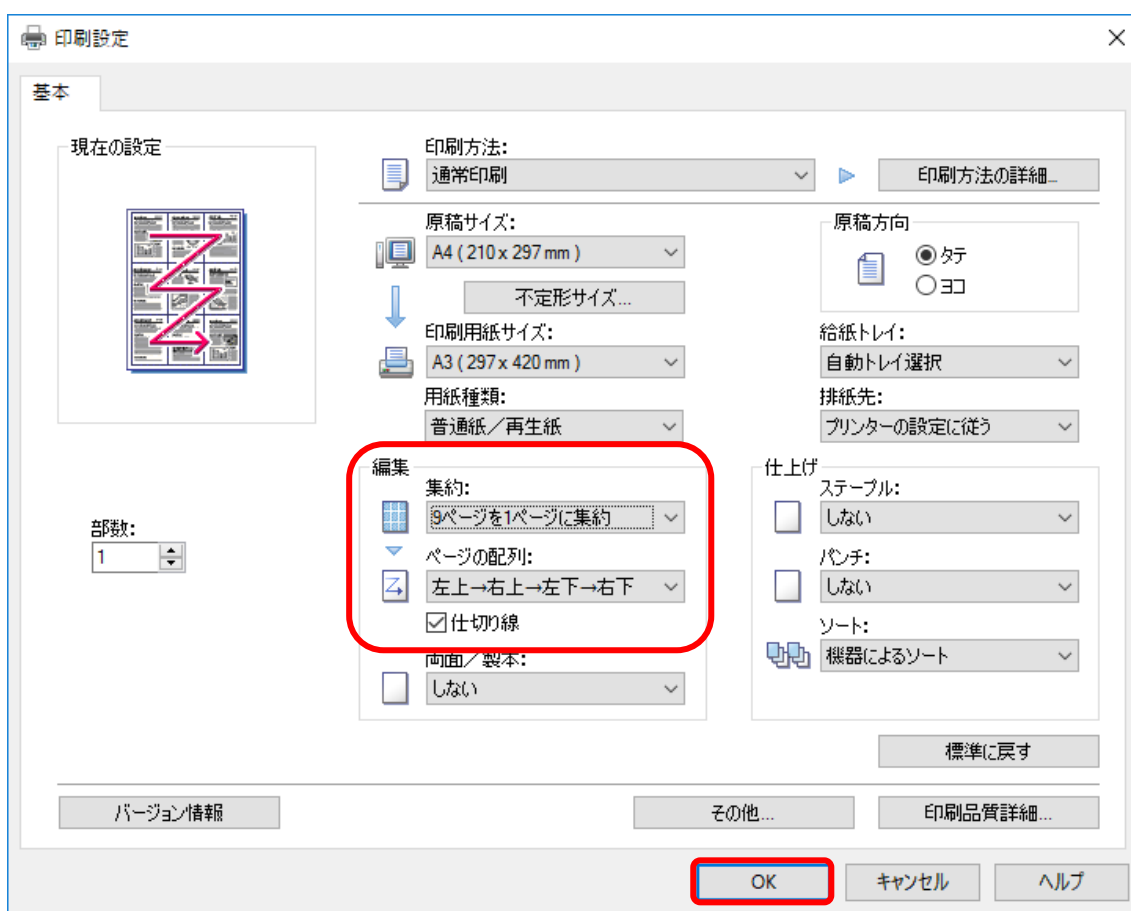 印刷設定
基本
現在の設定
部数:
1
印刷方法:
通常印刷
印刷方法の詳細...
原稿サイズ:
A4 ( 210 x 297 mm )
不定形サイズ...
印刷用紙サイズ:
A3 ( 297 x 420 mm )
用紙種類:
普通紙／再生紙
原稿方向
タテ
ヨコ
給紙トレイ:
自動トレイ選択
排紙先:
プリンターの設定に従う
編集
集約:
9ページを1ページに集約
ページの配列:
左上→右上→左下→右下
仕切り線
両面／製本:
しない
仕上げ
ステープル:
しない
パンチ:
しない
ソート:
機器によるソート
標準に戻す
バージョン情報
その他...
印刷品質詳細...
OK
キャンセル
ヘルプ